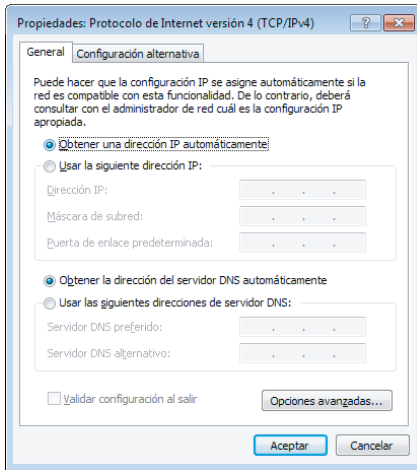 Propiedades: Protocolo de Internet versión 4 (TCP/IPv4)
General
Configuración alternativa
Puede hacer que la configuración IP se asigne automáticamente si la
red es compatible con esta funcionalidad. De lo contrario, deberá
consultar con el administrador de red cuál es la configuración IP
apropiada.
Obtener una dirección IP automáticamente
Usar la siguiente dirección IP:
Dirección IP:
Máscara de subred:
Puerta de enlace predeterminada:
Obtener la dirección del servidor DNS automáticamente
Usar las siguientes direcciones de servidor DNS:
Servidor DNS preferido:
Servidor DNS alternativo:
Validar configuración al salir
Opciones avanzadas...
Aceptar
Cancelar